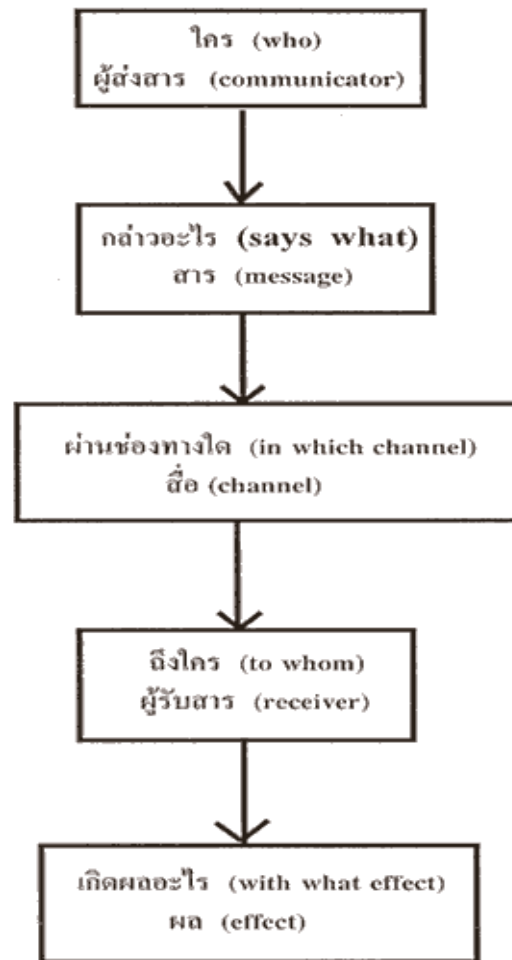 ใคร (who)
ผู้ส่งสาร (communicator)
กล่าวอะไร (says what)
สาร (message)
ผ่านช่องทางใด (in which channel)
สื่อ (channel)
ถึงใคร (to whom)
ผู้รับสาร (receiver)
เกิดผลอะไร (with what effect)
ผล (effect)